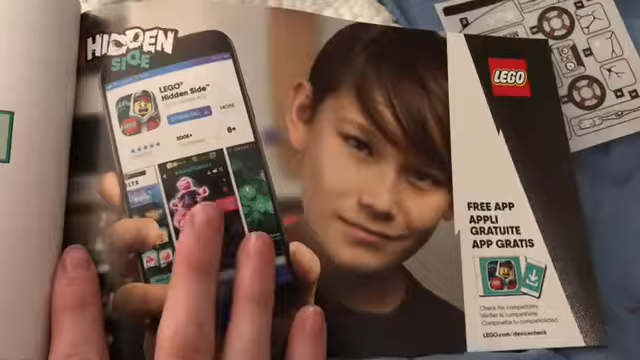 HIDDEN
SIDE
LEGO®
Hidden Side™
MORE
500K+
8+
LEGO
FREE APP
APPLI
GRATUITE
APP GRATIS
Check for compatibility
LEGO.com/devicecheck